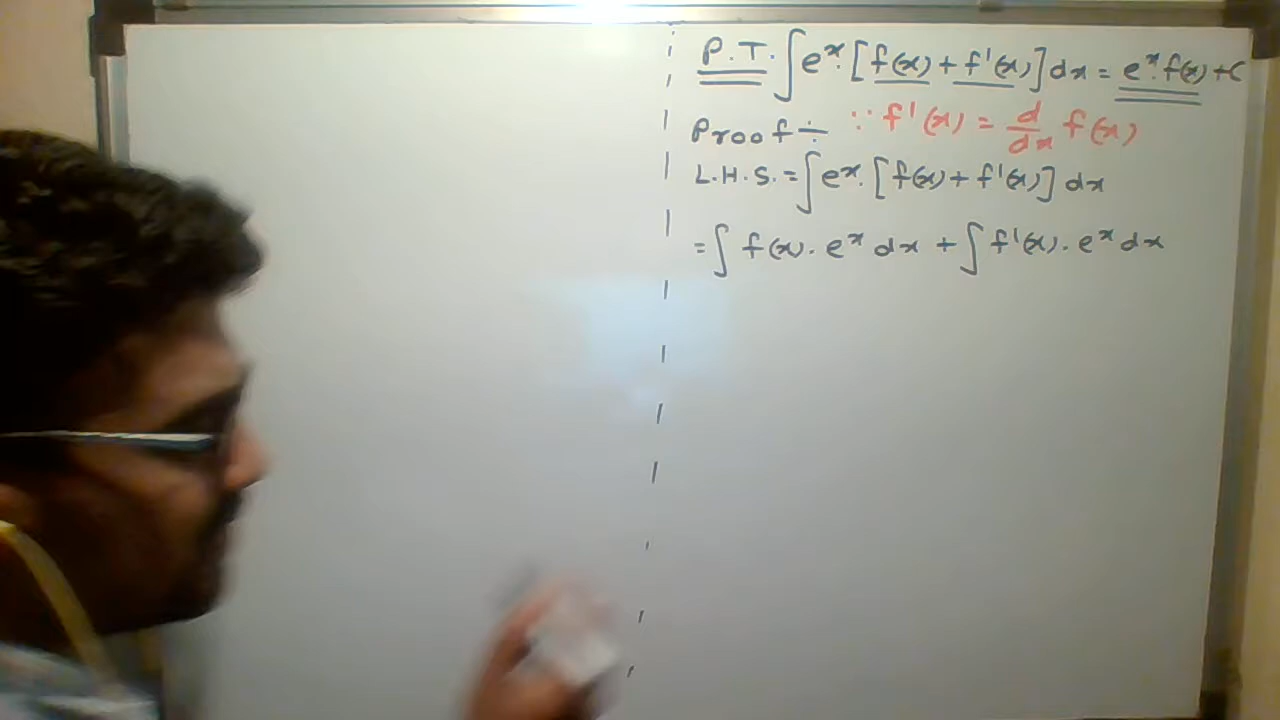 P.T. ∫eˣ·[f(x)+f'(x)]dx = eˣ·f(x)+c
Proof÷ ∵ f'(x) = d/dx f(x)
L.H.S. = ∫eˣ·[f(x)+f'(x)] dx
= ∫ f(x)·eˣ dx + ∫ f'(x)·eˣ dx